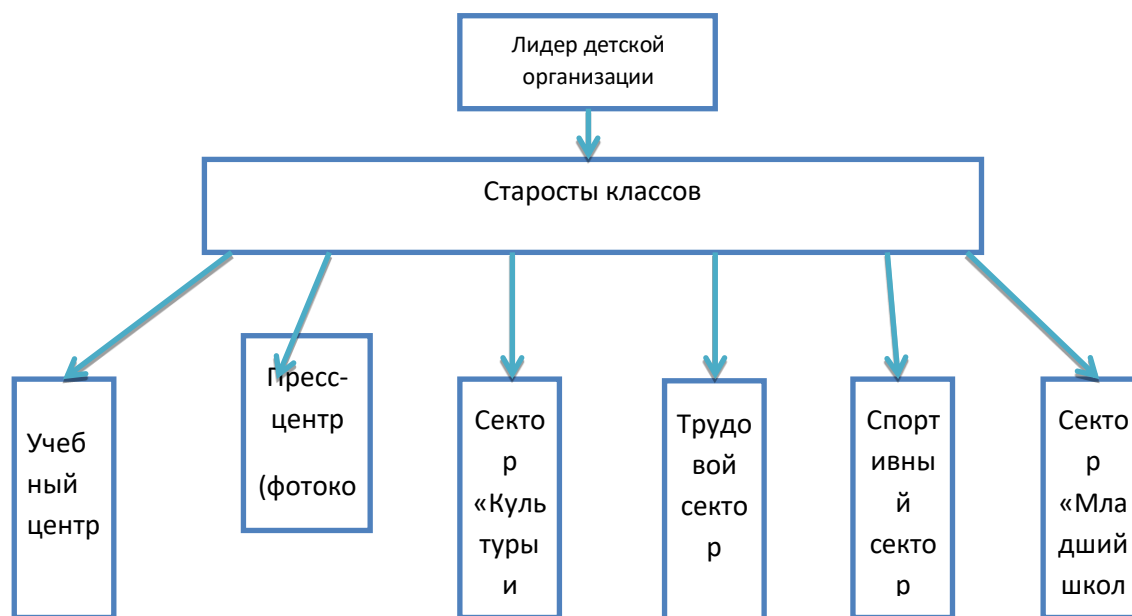 Лидер детской
организации
Старосты классов
Учеб
ный
центр
Пресс-
центр
(фотоко
Секто
р
«Куль
туры
и
Трудо
вой
секто
р
Спорт
ивны
й
секто
р
Секто
р
«Мла
дший
школ